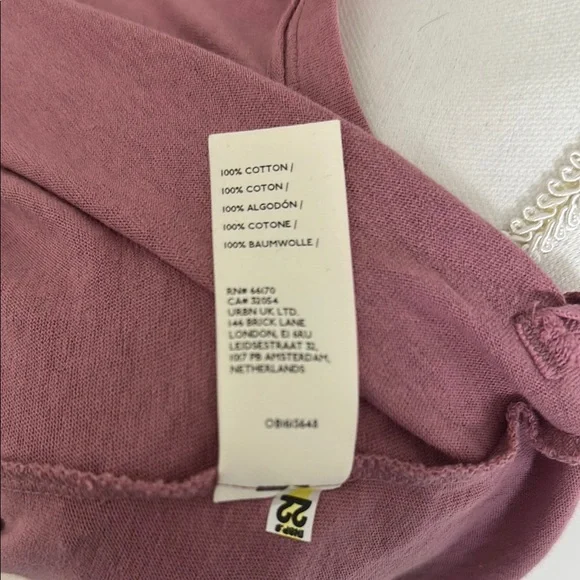 100% COTTON /
100% COTON /
100% ALGODÓN /
100% COTONE /
100% BAUMWOLLE /
RN# 66170
CA# 32054
URBN UK LTD.
146 BRICK LANE
LONDON, E1 6RU
LEIDSESTRAAT 32,
1017 PB AMSTERDAM,
NETHERLANDS
OB1615648
22